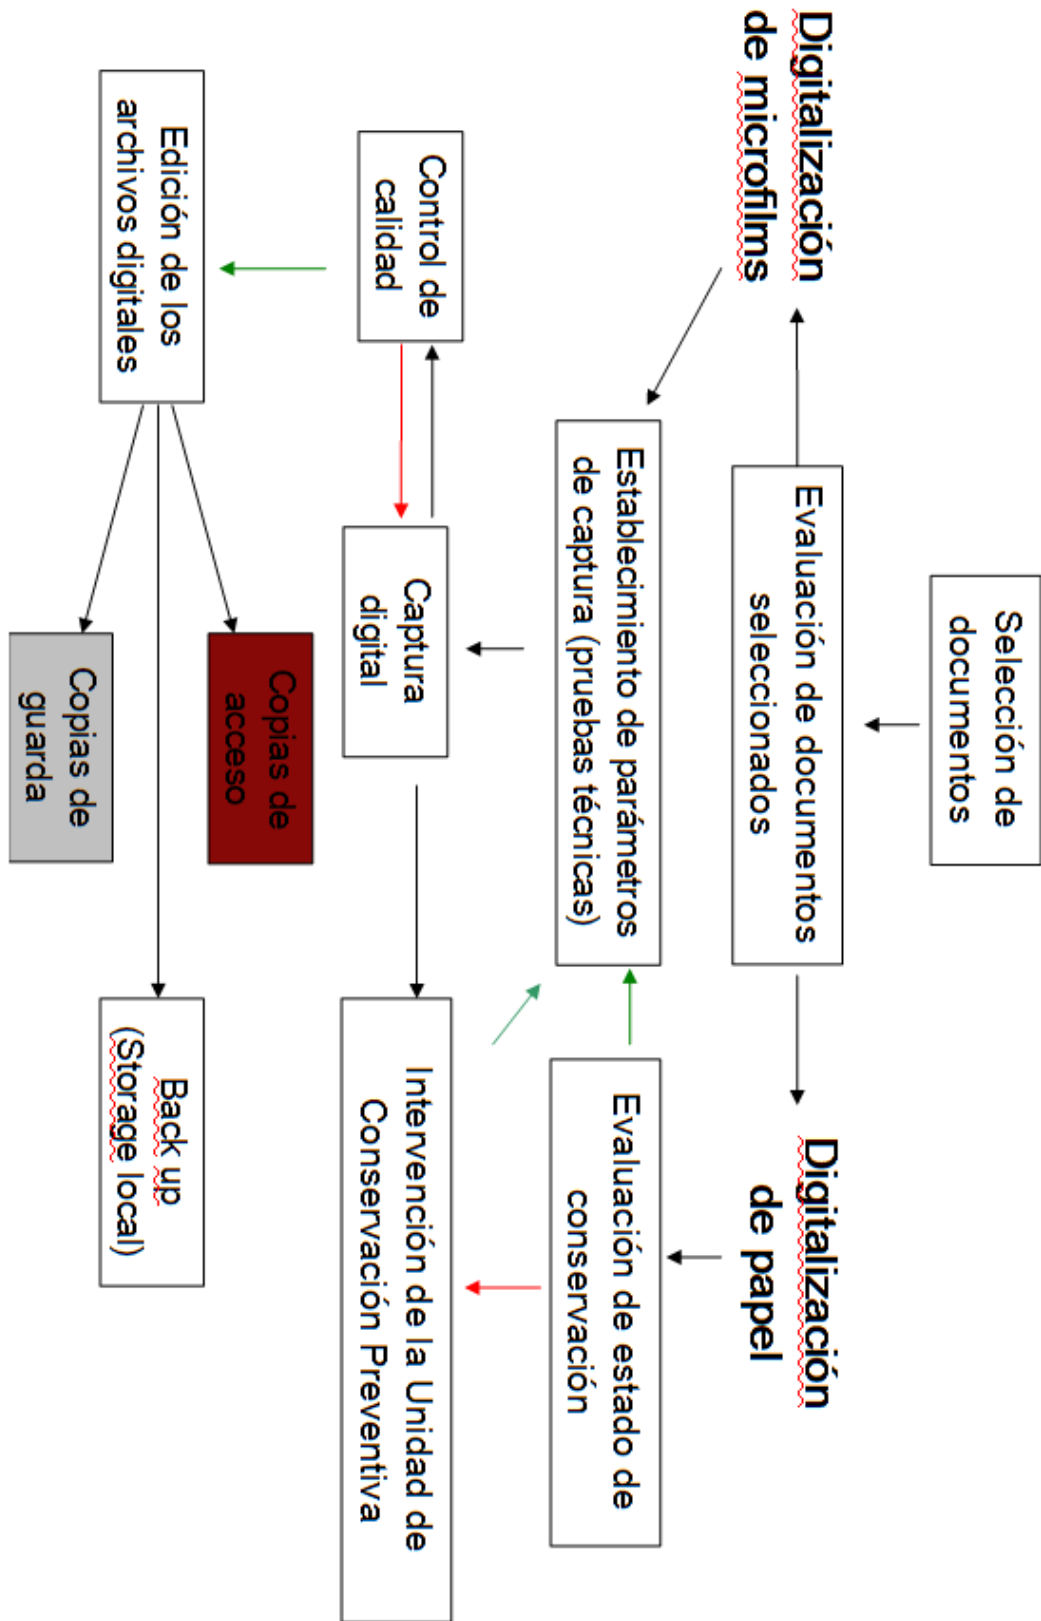 Selección de
documentos
Evaluación de documentos
seleccionados
Digitalización
de microfilms
Digitalización
de papel
Establecimiento de parámetros
de captura (pruebas técnicas)
Evaluación de estado de
conservación
Control de
calidad
Captura
digital
Intervención de la Unidad de
Conservación Preventiva
Edición de los
archivos digitales
Copias de
acceso
Copias de
guarda
Back up
(Storage local)